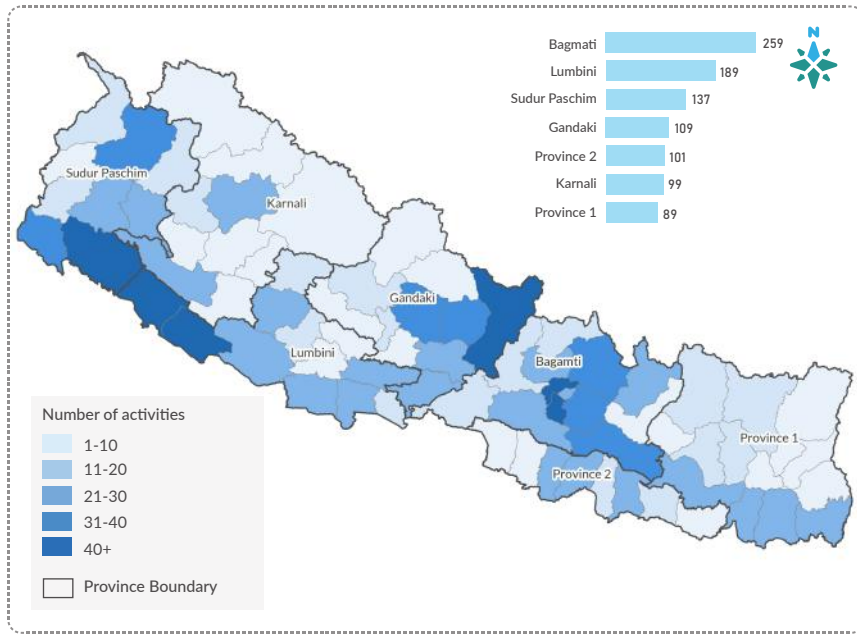 N
Bagmati 259
Lumbini 189
Sudur Paschim 137
Gandaki 109
Province 2 101
Karnali 99
Province 1 89
Sudur Paschim
Karnali
Gandaki
Lumbini
Bagamti
Province 1
Province 2
Number of activities
1-10
11-20
21-30
31-40
40+
Province Boundary